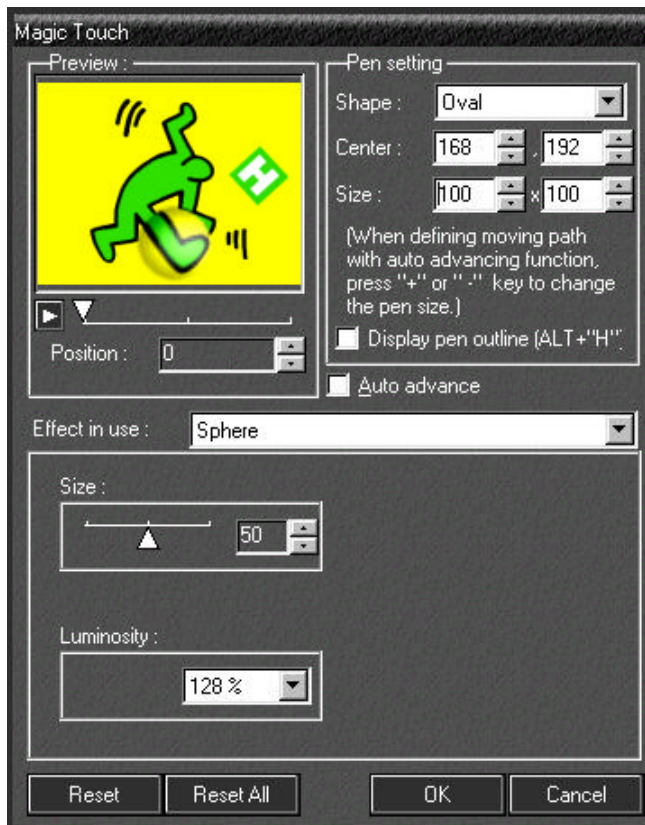 Magic Touch
Preview :
Position : 0
Pen setting
Shape : Oval
Center : 168 , 192
Size : 100 x 100
(When defining moving path
with auto advancing function,
press "+" or "-" key to change
the pen size.)
Display pen outline (ALT+"H")
Auto advance
Effect in use : Sphere
Size :
50
Luminosity :
128 %
Reset Reset All OK Cancel